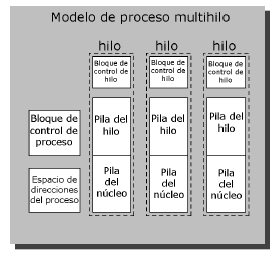 Modelo de proceso multihilo
hilo hilo hilo
Bloque de
control de
hilo
Bloque de
control de
hilo
Bloque de
control de
hilo
Bloque de
control de
proceso
Pila del
hilo
Pila del
hilo
Pila del
hilo
Espacio de
direcciones
del proceso
Pila
del
núcleo
Pila
del
núcleo
Pila
del
núcleo